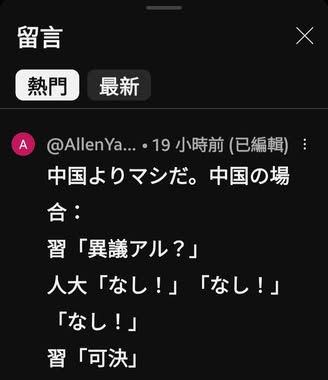 留言
熱門
最新
A
@AllenYa... • 19 小時前 (已編輯)
中国よりマシだ。中国の場
合：
習「異議アル？」
人大「なし！」「なし！」
「なし！」
習「可決」